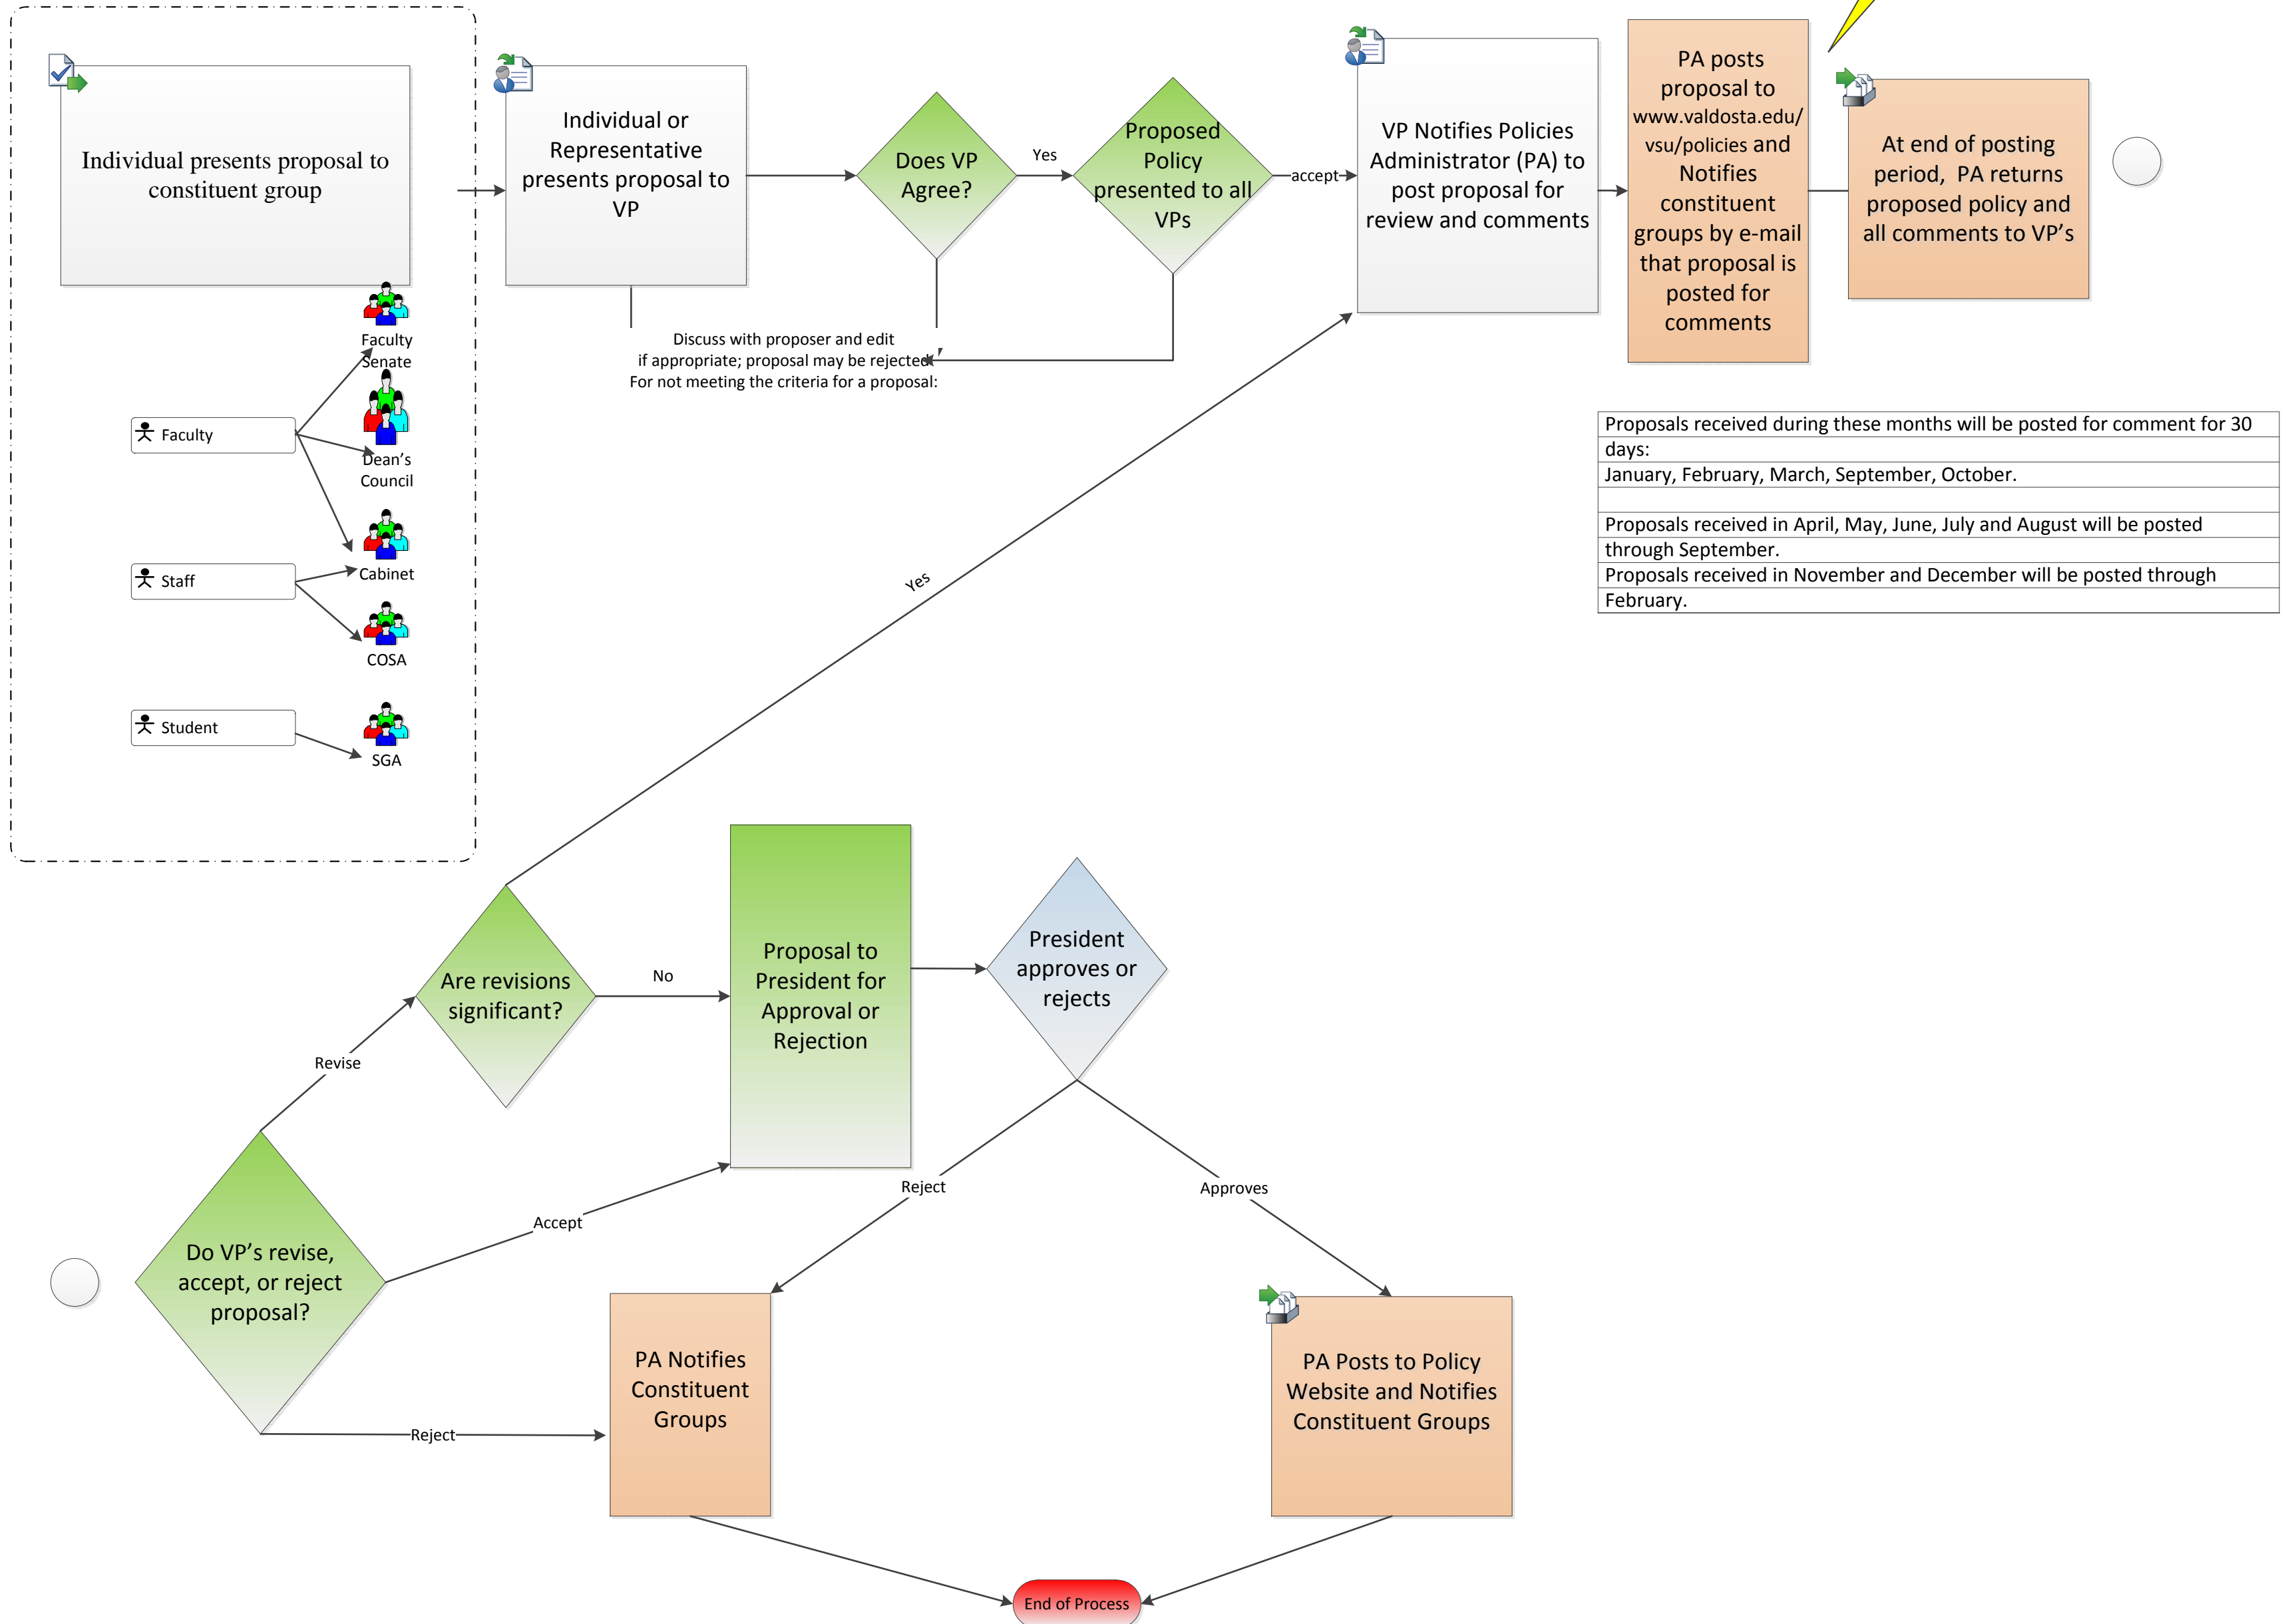 Individual presents proposal to
constituent group
Faculty
Senate
Faculty
Dean's
Council
Staff
Cabinet
COSA
Student
SGA
Individual or
Representative
presents proposal to
VP
Does VP
Agree?
Yes
Proposed
Policy
presented to all
VPs
accept
Discuss with proposer and edit
if appropriate; proposal may be rejected
For not meeting the criteria for a proposal:
VP Notifies Policies
Administrator (PA) to
post proposal for
review and comments
PA posts
proposal to
www.valdosta.edu/
vsu/policies and
Notifies
constituent
groups by e-mail
that proposal is
posted for
comments
At end of posting
period, PA returns
proposed policy and
all comments to VP's
Proposals received during these months will be posted for comment for 30
days:
January, February, March, September, October.
Proposals received in April, May, June, July and August will be posted
through September.
Proposals received in November and December will be posted through
February.
Yes
Do VP's revise,
accept, or reject
proposal?
Revise
Are revisions
significant?
No
Accept
Reject
Proposal to
President for
Approval or
Rejection
President
approves or
rejects
Reject
Approves
PA Notifies
Constituent
Groups
PA Posts to Policy
Website and Notifies
Constituent Groups
End of Process